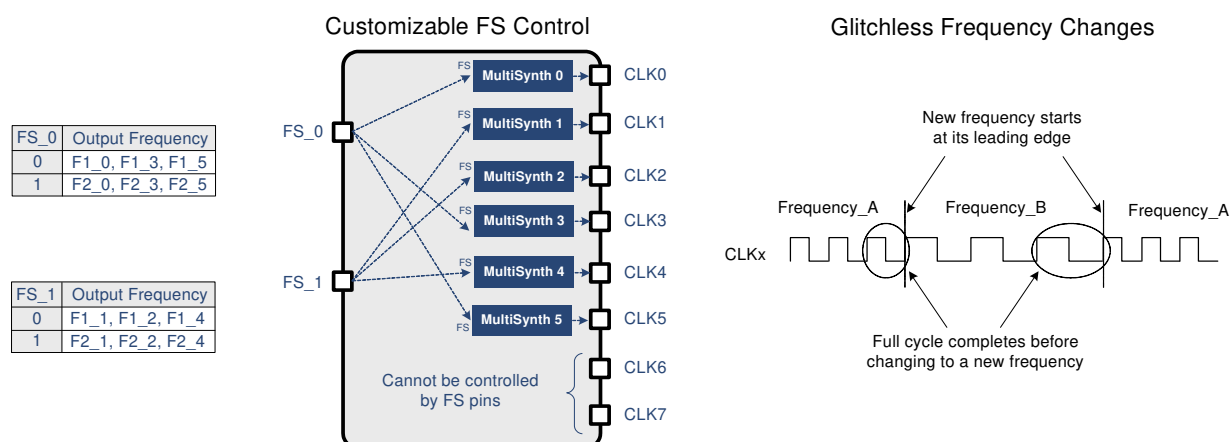 Customizable FS Control
Glitchless Frequency Changes
FS_0 Output Frequency
0 F1_0, F1_3, F1_5
1 F2_0, F2_3, F2_5
FS_1 Output Frequency
0 F1_1, F1_2, F1_4
1 F2_1, F2_2, F2_4
FS_0
FS_1
FS MultiSynth 0 CLK0
FS MultiSynth 1 CLK1
FS MultiSynth 2 CLK2
FS MultiSynth 3 CLK3
FS MultiSynth 4 CLK4
FS MultiSynth 5 CLK5
Cannot be controlled
by FS pins
CLK6
CLK7
New frequency starts
at its leading edge
Frequency_A Frequency_B Frequency_A
CLKx
Full cycle completes before
changing to a new frequency